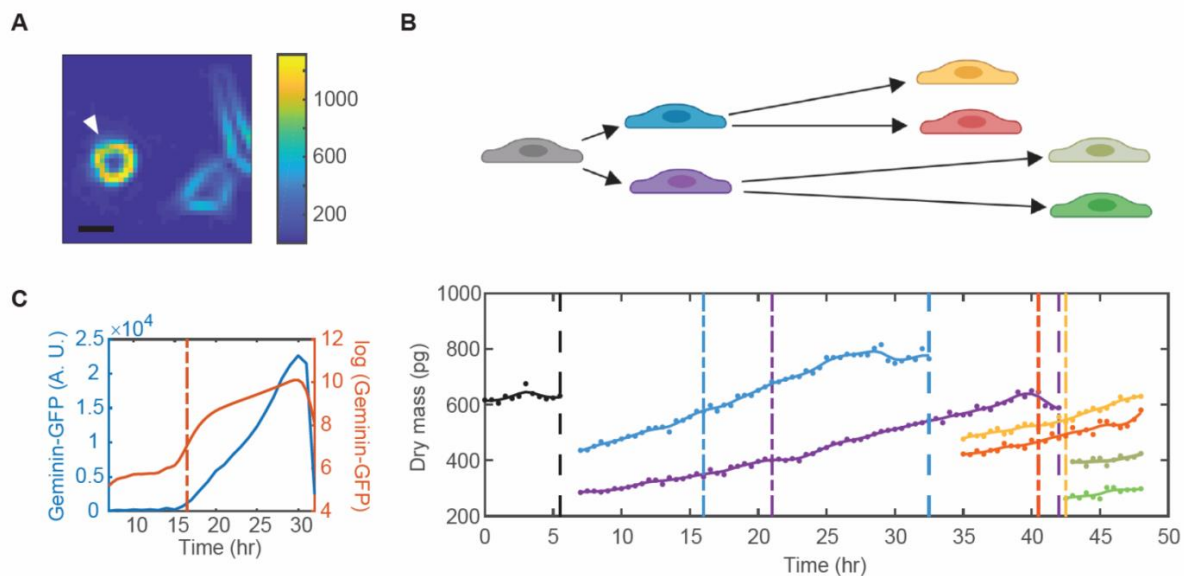 A
1000
600
400
200
B
C
Geminin-GFP (A. U.)
×10⁴
2.5
2
1.5
1
0.5
0
10 15 20 25 30
Time (hr)
12
10
8
6
4
log (Geminin-GFP)
Dry mass (pg)
1000
800
600
400
200
0 5 10 15 20 25 30 35 40 45 50
Time (hr)